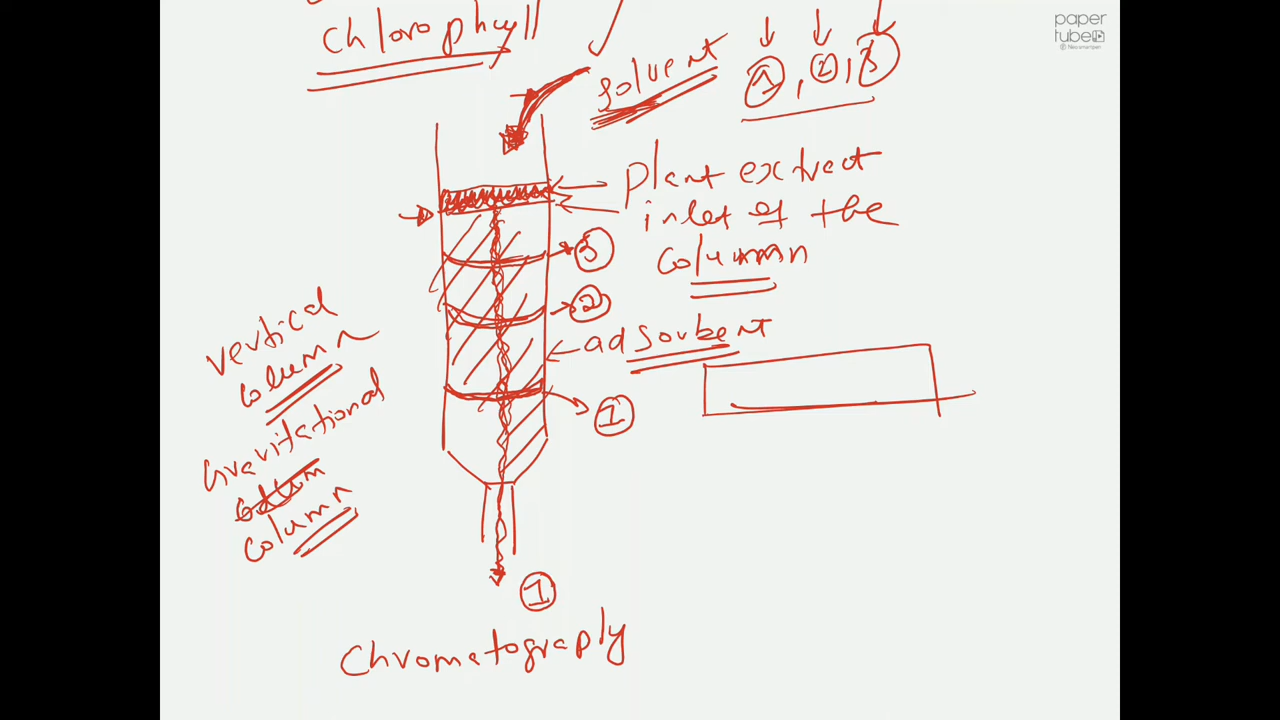 chlorophyll
paper
tube
solvent
1, 2, 3
plant extract
inlet of the
column
3
2
adsorbent
vertical
column
1
Gravitational
column
1
Chromatography